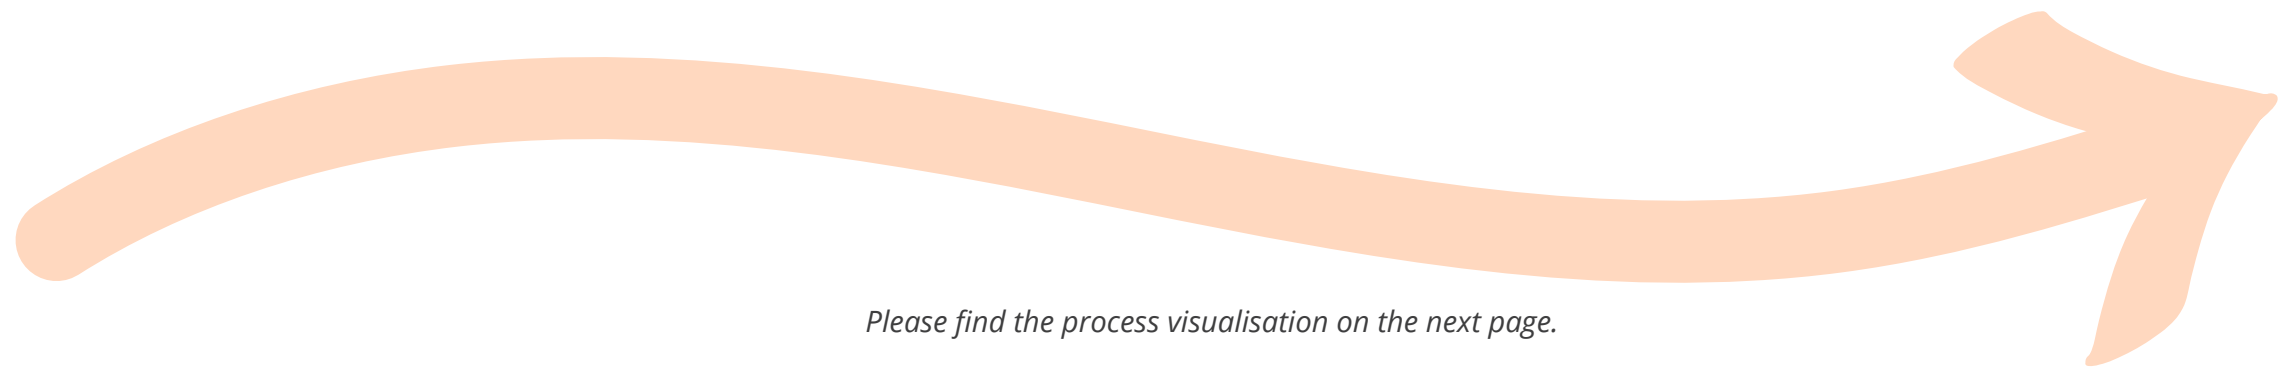 Please find the process visualisation on the next page.